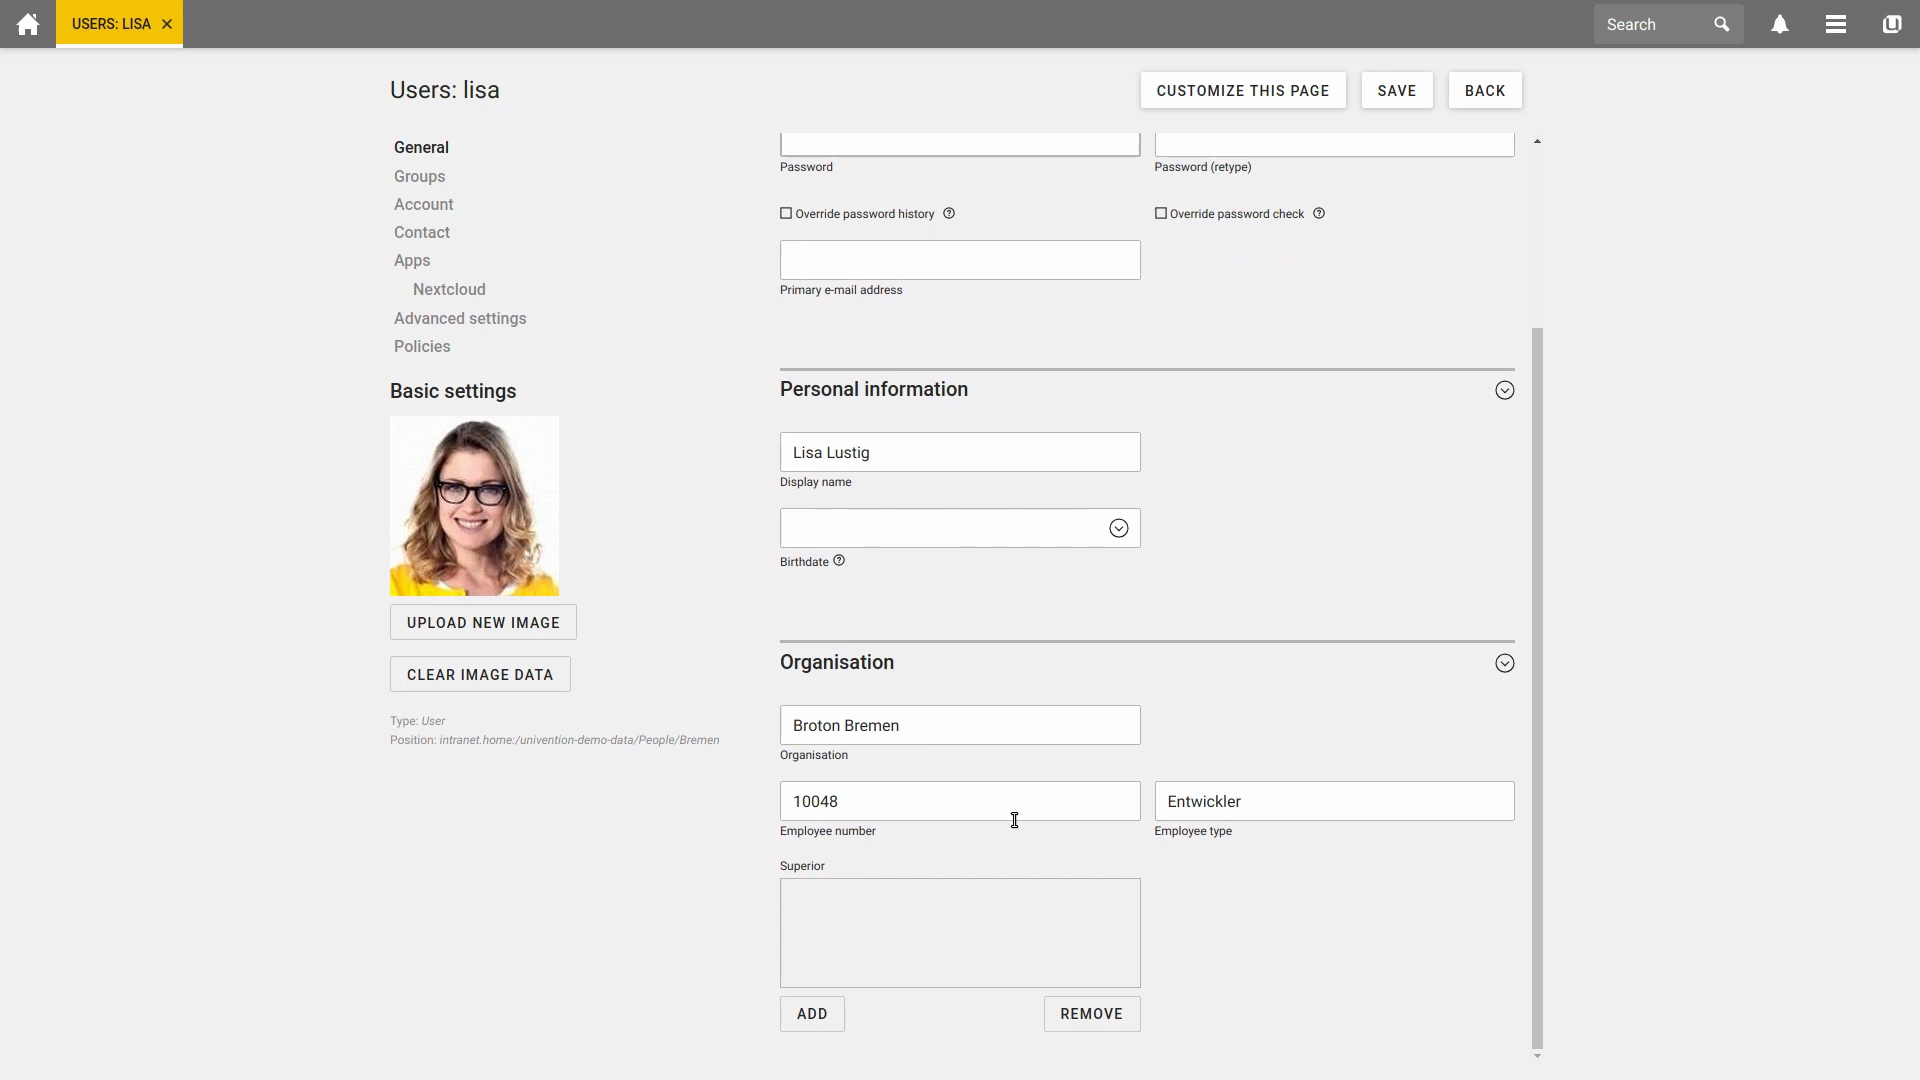 USERS: LISA
Search
Users: lisa
CUSTOMIZE THIS PAGE
SAVE
BACK
General
Groups
Account
Contact
Apps
Nextcloud
Advanced settings
Policies
Basic settings
UPLOAD NEW IMAGE
CLEAR IMAGE DATA
Type: User
Position: intranet.home:/univention-demo-data/People/Bremen
Password
Password (retype)
Override password history
Override password check
Primary e-mail address
Personal information
Lisa Lustig
Display name
Birthdate
Organisation
Broton Bremen
Organisation
10048
Entwickler
Employee number
Employee type
Superior
ADD
REMOVE